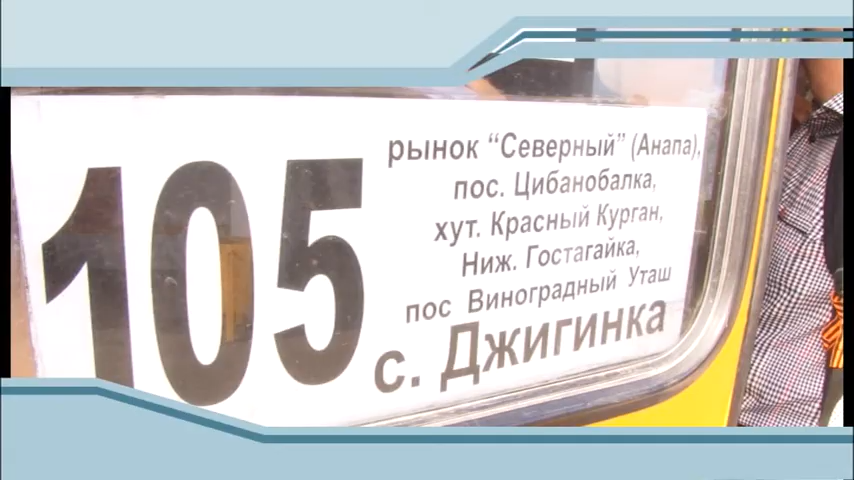 105
рынок “Северный” (Анапа),
пос. Цибанобалка,
хут. Красный Курган,
Ниж. Гостагайка,
пос Виноградный Уташ
с. Джигинка